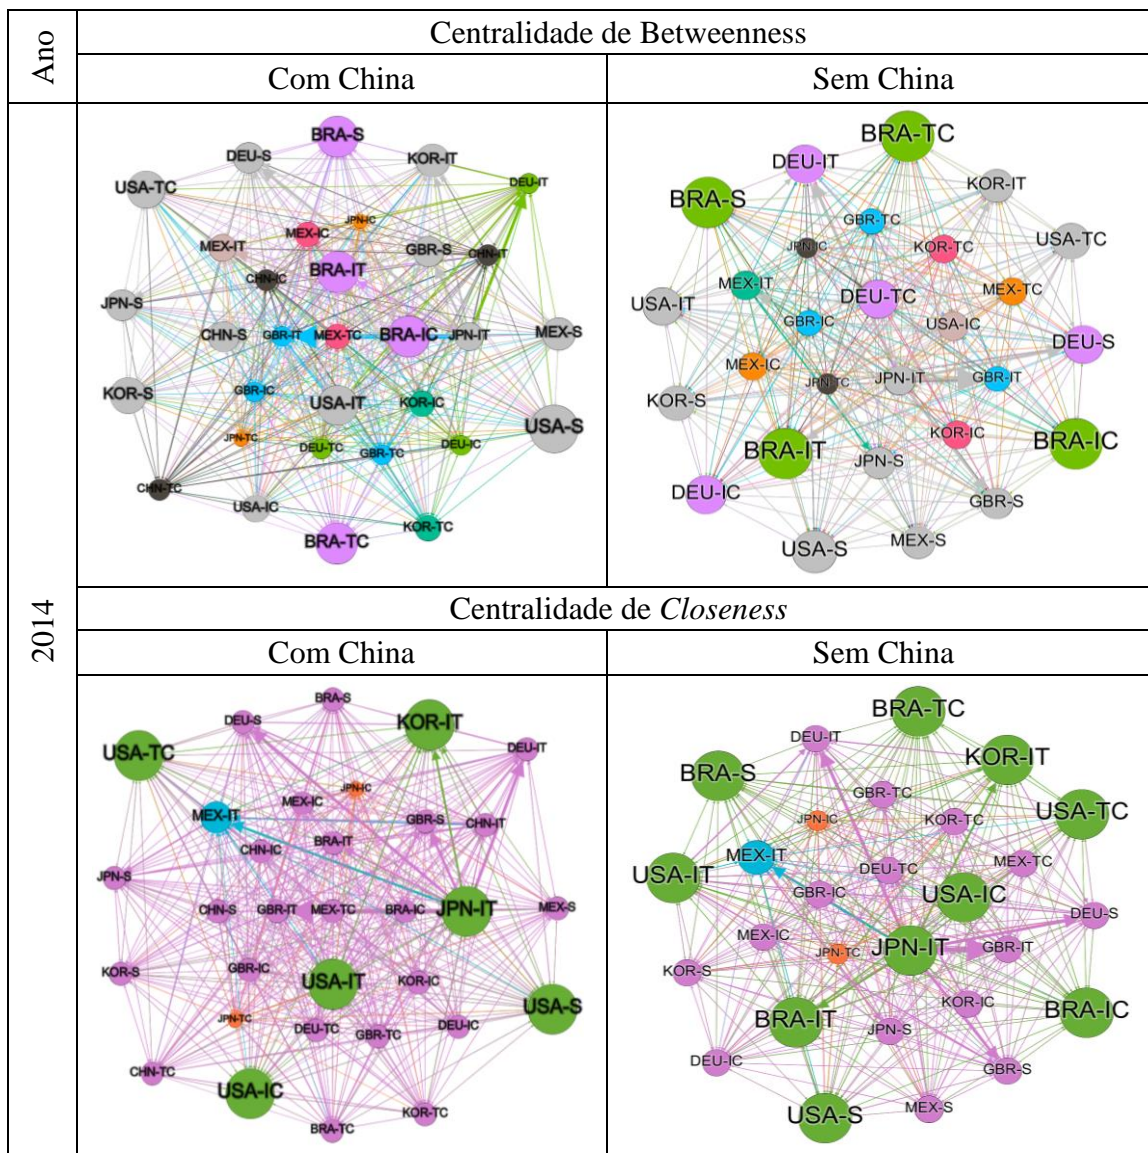 Ano
Centralidade de Betweenness
Com China
Sem China
2014
BRA-S
DEU-S
KOR-IT
USA-TC
DEU-IT
JPN-IC
MEX-IC
MEX-IT
GBR-S
CHN-IT
BRA-IT
CHN-IC
JPN-S
CHN-S
GBR-IT
MEX-TC
BRA-IC
JPN-IT
MEX-S
KOR-S
GBR-IC
USA-IT
KOR-IC
USA-S
JPN-TC
DEU-TC
GBR-TC
DEU-IC
CHN-TC
USA-IC
KOR-TC
BRA-TC
BRA-TC
DEU-IT
KOR-IT
BRA-S
GBR-TC
USA-TC
JPN-IC
KOR-TC
MEX-IT
DEU-TC
MEX-TC
USA-IT
GBR-IC
USA-IC
DEU-S
MEX-IC
JPN-TC
JPN-IT
GBR-IT
KOR-S
KOR-IC
BRA-IC
BRA-IT
JPN-S
DEU-IC
GBR-S
USA-S
MEX-S
Centralidade de Closeness
Com China
Sem China
BRA-S
DEU-S
KOR-IT
USA-TC
DEU-IT
JPN-IC
MEX-IC
MEX-IT
GBR-S
CHN-IT
BRA-IT
CHN-IC
JPN-S
CHN-S
GBR-IT
MEX-TC
BRA-IC
JPN-IT
MEX-S
KOR-S
GBR-IC
USA-IT
KOR-IC
USA-S
JPN-TC
DEU-TC
GBR-TC
DEU-IC
CHN-TC
USA-IC
KOR-TC
BRA-TC
BRA-TC
DEU-IT
KOR-IT
BRA-S
GBR-TC
USA-TC
JPN-IC
KOR-TC
MEX-IT
DEU-TC
MEX-TC
USA-IT
GBR-IC
USA-IC
DEU-S
MEX-IC
JPN-TC
JPN-IT
GBR-IT
KOR-S
KOR-IC
BRA-IC
BRA-IT
JPN-S
DEU-IC
GBR-S
USA-S
MEX-S